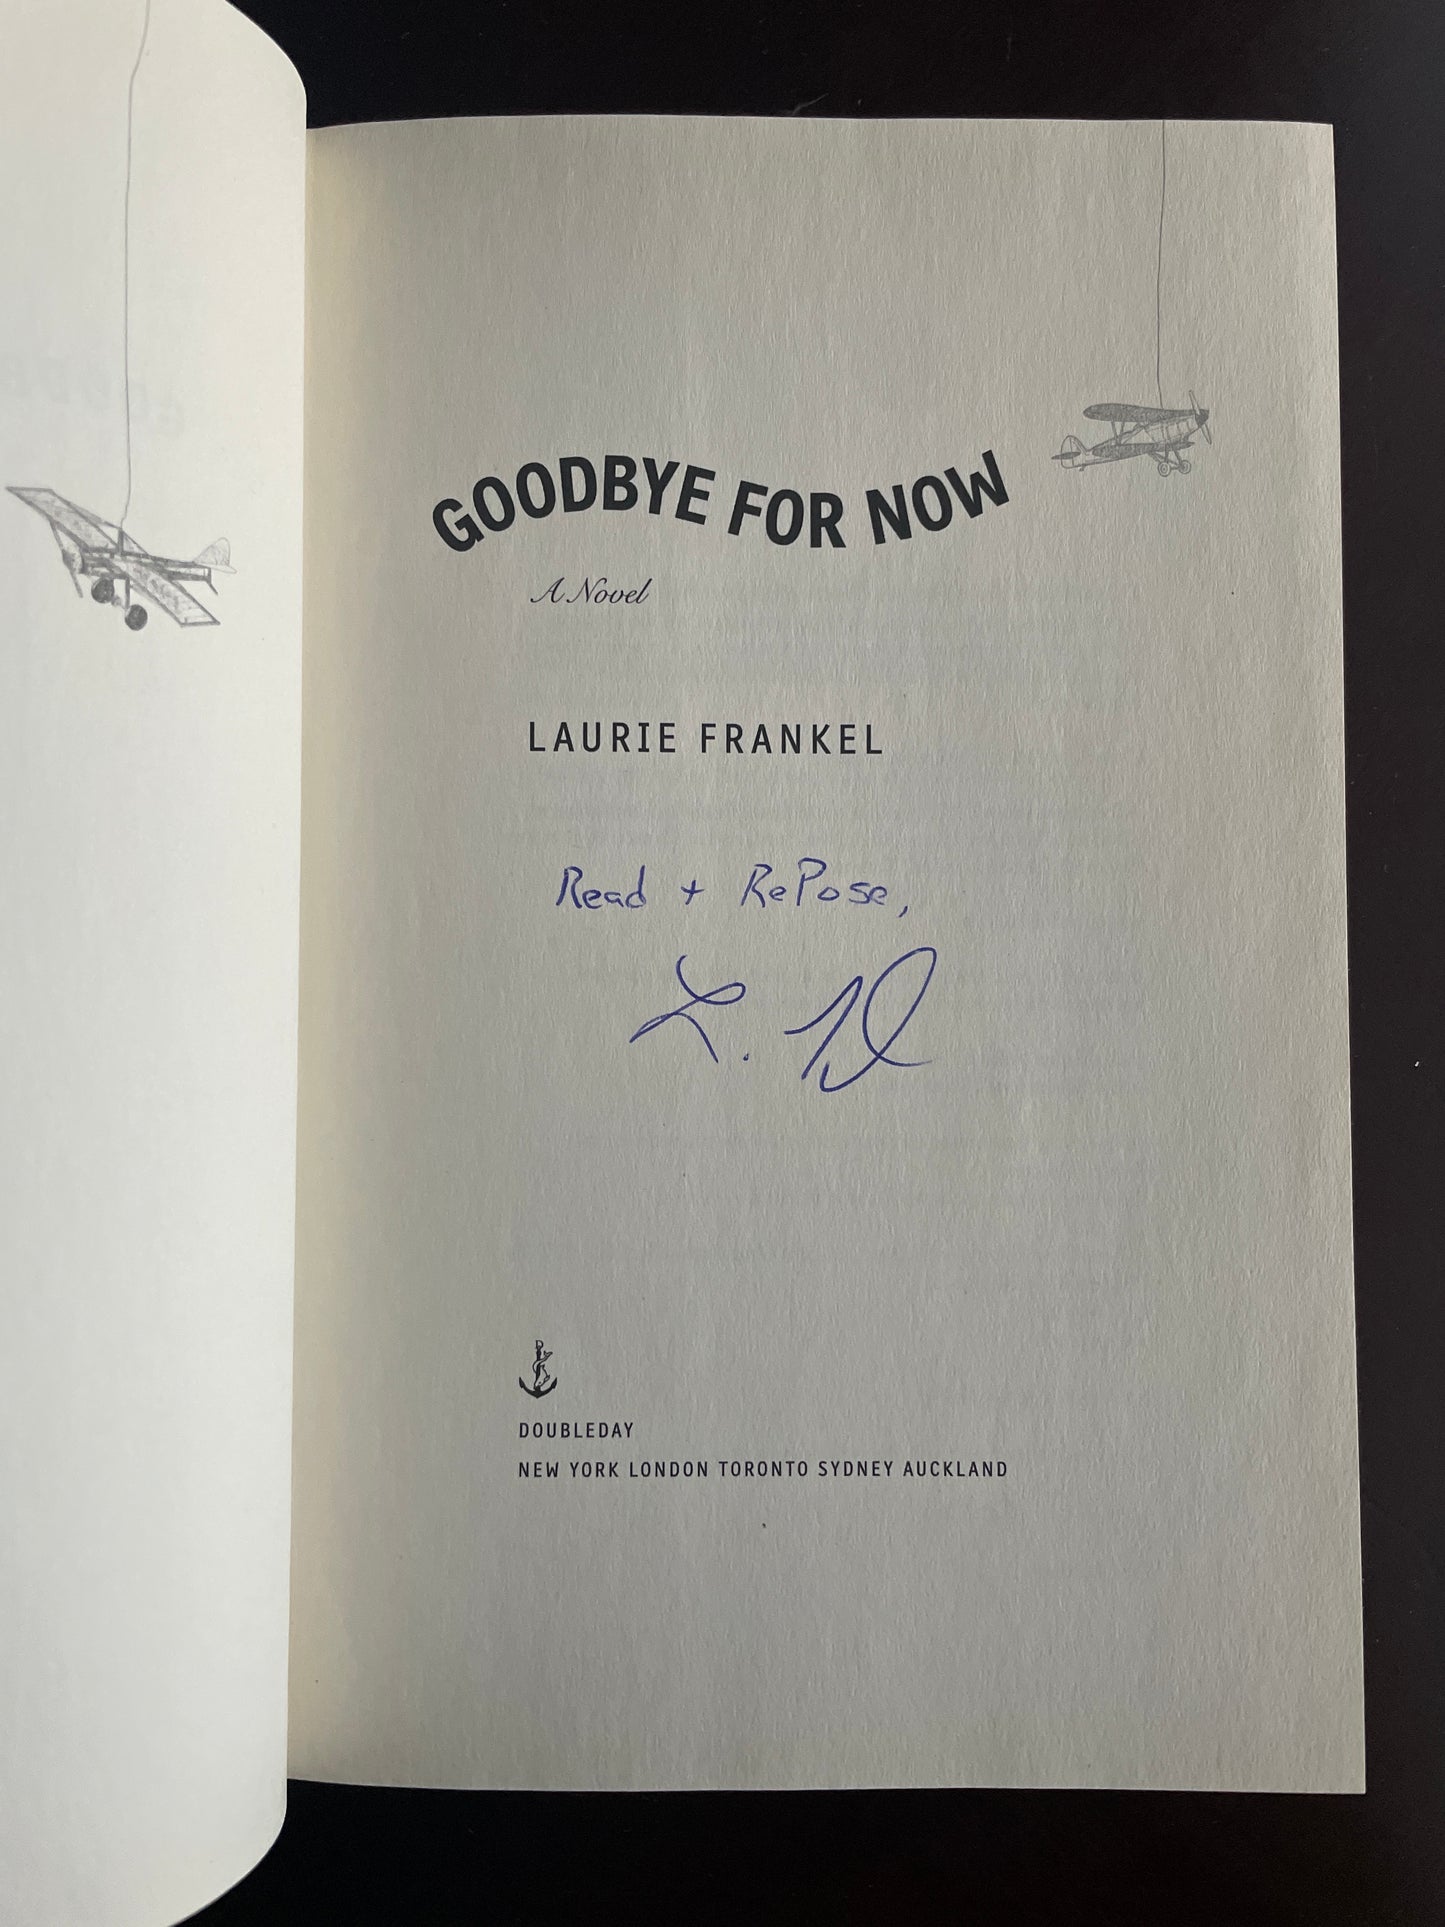 GOODBYE FOR NOW
A Novel
LAURIE FRANKEL
Read + RePose,
L.
DOUBLEDAY
NEW YORK LONDON TORONTO SYDNEY AUCKLAND